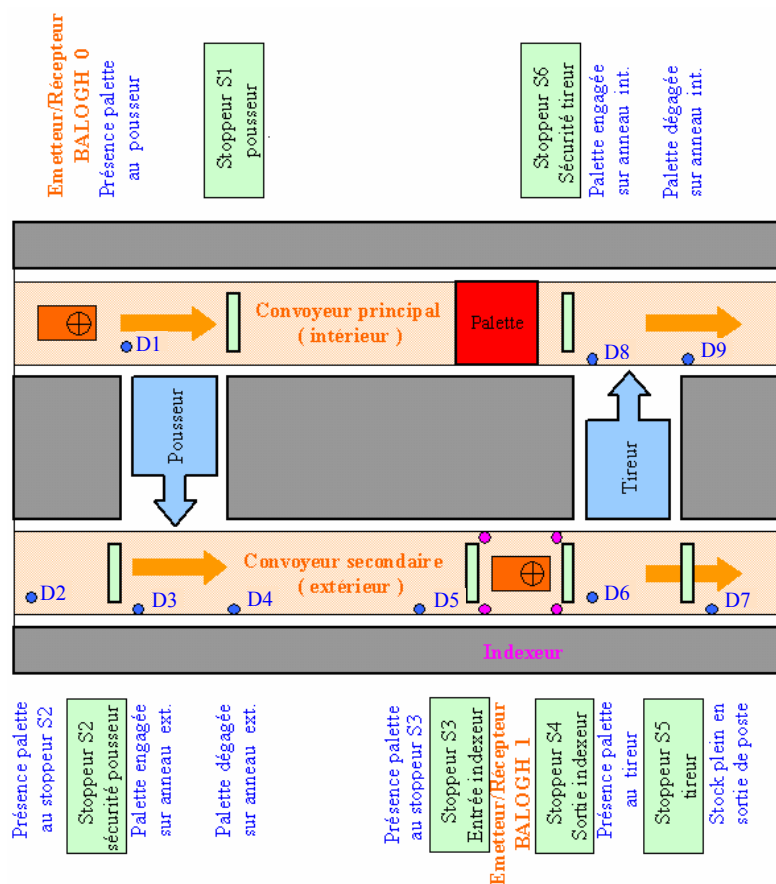 Emetteur/Récepteur
BALOGH 0
Présence palette
au pousseur
Stoppeur S1
pousseur
Stoppeur S6
Sécurité tireur
Palette engagée
sur anneau int.
Palette dégagée
sur anneau int.
Convoyeur principal
( intérieur )
Palette
D1
D8
D9
Pousseur
Tireur
Convoyeur secondaire
( extérieur )
D2
D3
D4
D5
D6
D7
Indexeur
Présence palette
au stoppeur S2
Stoppeur S2
sécurité pousseur
Palette engagée
sur anneau ext.
Palette dégagée
sur anneau ext.
Présence palette
au stoppeur S3
Stoppeur S3
Entrée indexeur
Emetteur/Récepteur
BALOGH 1
Stoppeur S4
Sortie indexeur
Présence palette
au tireur
Stoppeur S5
tireur
Stock plein en
sortie de poste